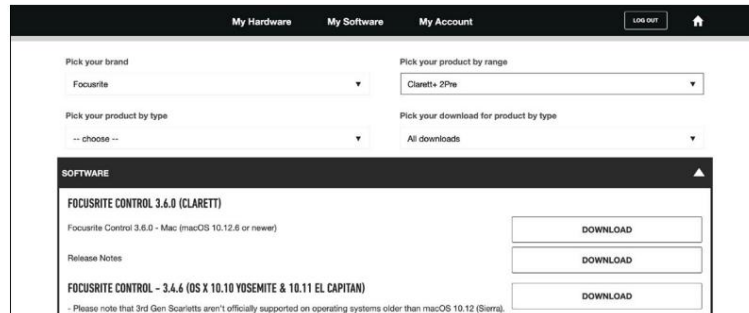 My Hardware My Software My Account LOG OUT
Pick your brand Pick your product by range
Focusrite Clarett+ 2Pre
Pick your product by type Pick your download for product by type
-- choose -- All downloads
SOFTWARE
FOCUSRITE CONTROL 3.6.0 (CLARETT)
Focusrite Control 3.6.0 - Mac (macOS 10.12.6 or newer) DOWNLOAD
Release Notes DOWNLOAD
FOCUSRITE CONTROL - 3.4.6 (OS X 10.10 YOSEMITE & 10.11 EL CAPITAN) DOWNLOAD
- Please note that 3rd Gen Scarletts aren't officially supported on operating systems older than macOS 10.12 (Sierra).